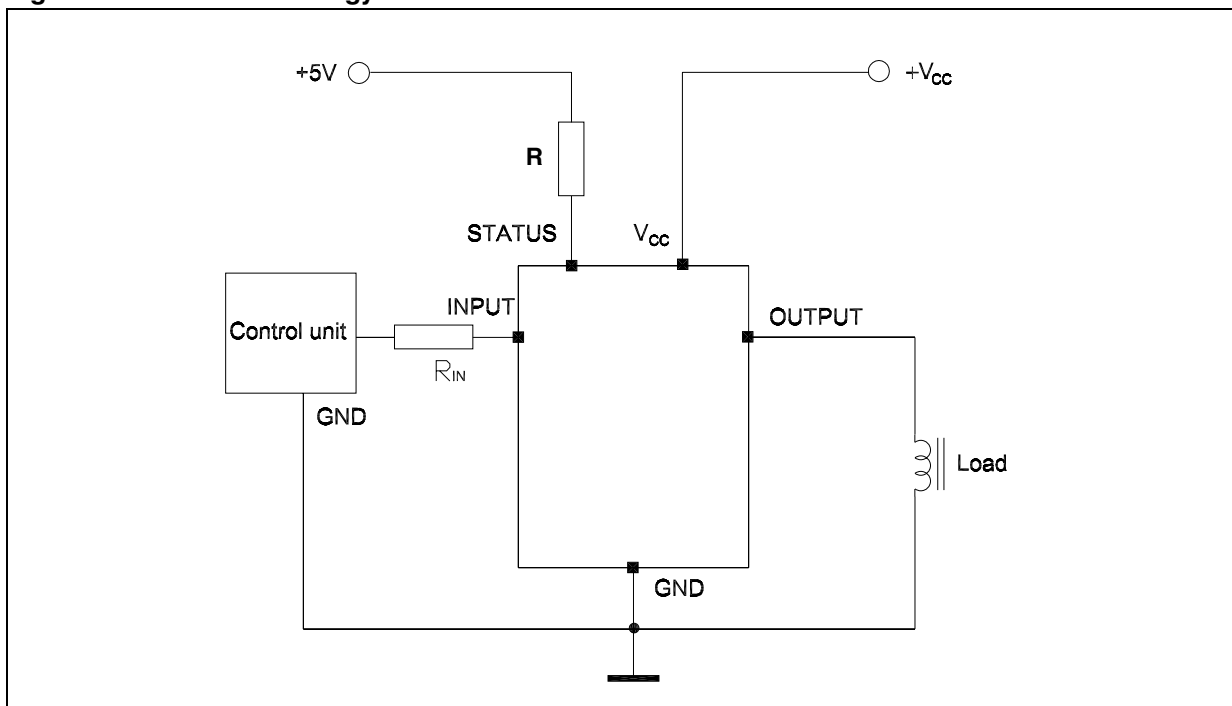 +5V
+VCC
R
STATUS
VCC
INPUT
OUTPUT
Control unit
RIN
GND
Load
GND